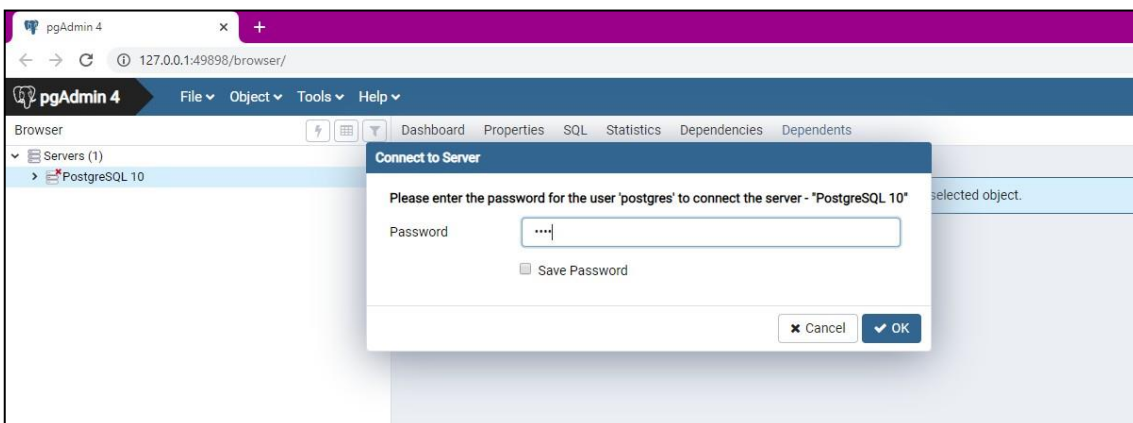 pgAdmin 4
127.0.0.1:49898/browser/
pgAdmin 4 File Object Tools Help
Browser Dashboard Properties SQL Statistics Dependencies Dependents
Servers (1)
PostgreSQL 10
Connect to Server
Please enter the password for the user 'postgres' to connect the server - "PostgreSQL 10"
selected object.
Password ····
Save Password
Cancel OK